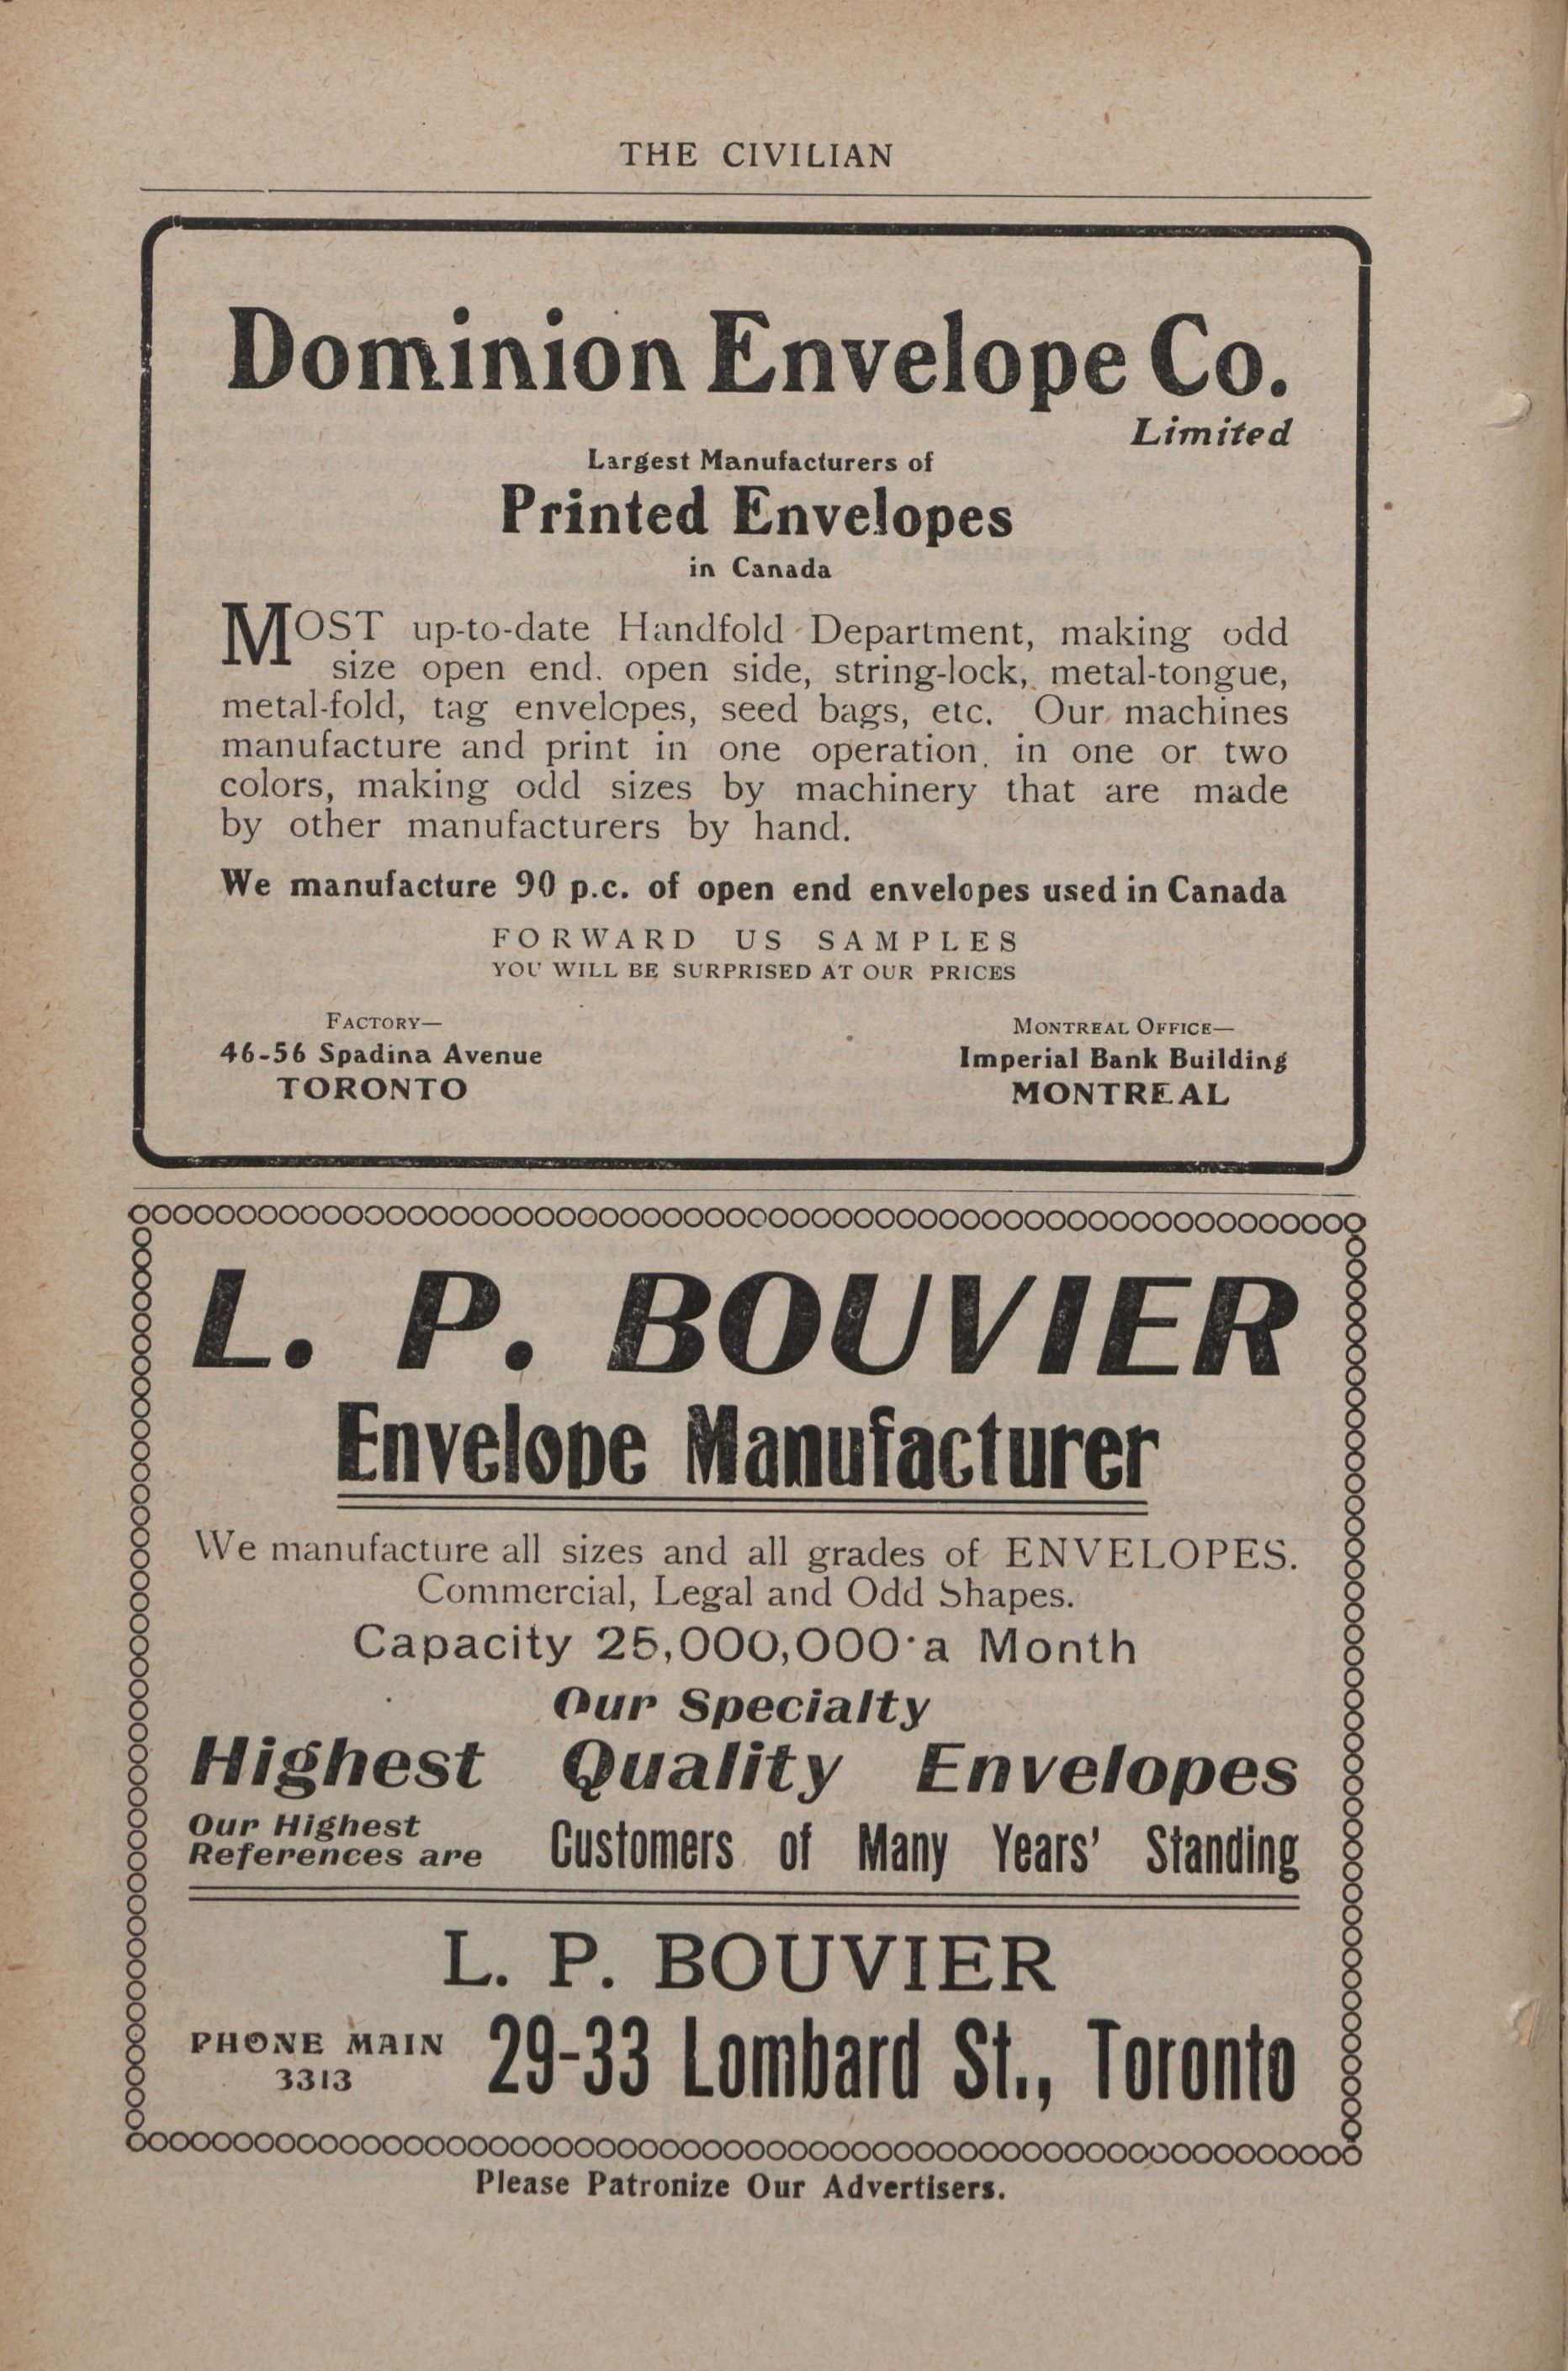 THE CIVILIAN
Dominion Envelope Co.
Limited
Largest Manufacturers of
Printed Envelopes
in Canada
MOST up-to-date Handfold Department, making odd
size open end. open side, string-lock, metal-tongue,
metal-fold, tag envelopes, seed bags, etc. Our machines
manufacture and print in one operation, in one or two
colors, making odd sizes by machinery that are made
by other manufacturers by hand.
We manufacture 90 p.c. of open end envelopes used in Canada
FORWARD US SAMPLES
YOU WILL BE SURPRISED AT OUR PRICES
FACTORY—
46-56 Spadina Avenue
TORONTO
MONTREAL OFFICE—
Imperial Bank Building
MONTREAL
L. P. BOUVIER
Envelope Manufacturer
We manufacture all sizes and all grades of ENVELOPES.
Commercial, Legal and Odd Shapes.
Capacity 25,000,000 a Month
Our Specialty
Highest Quality Envelopes
Our Highest
References are
Customers of Many Years' Standing
L. P. BOUVIER
PHONE MAIN
3313
29-33 Lombard St., Toronto
Please Patronize Our Advertisers.